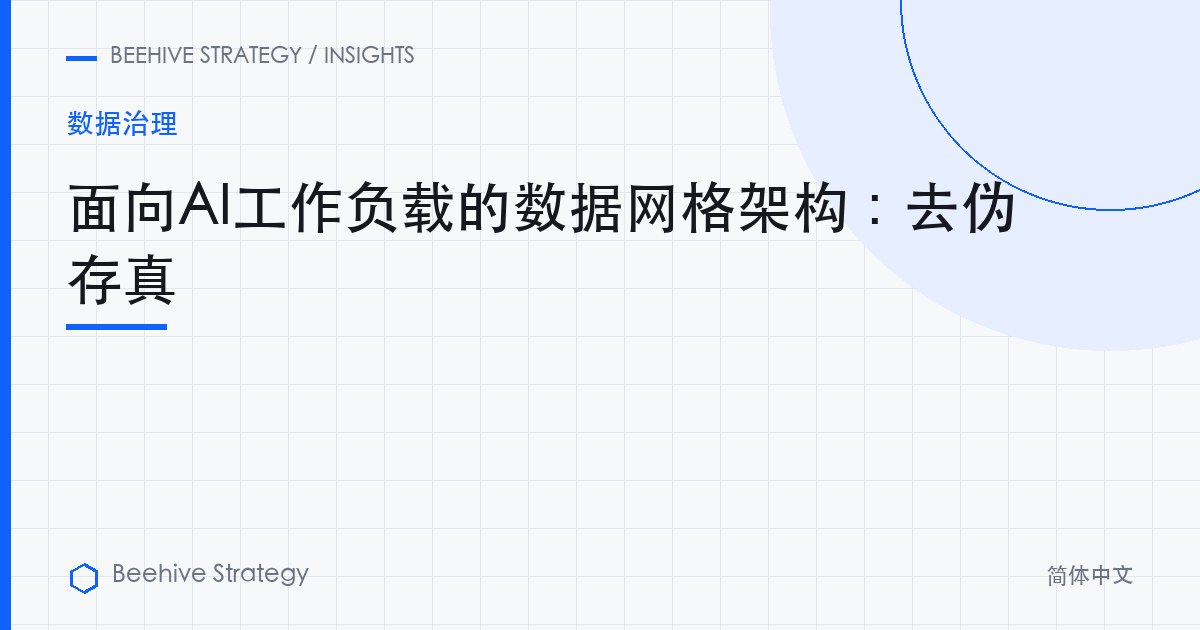 BEEHIVE STRATEGY / INSIGHTS
数据治理
面向AI工作负载的数据网格架构：去伪
存真
Beehive Strategy
简体中文